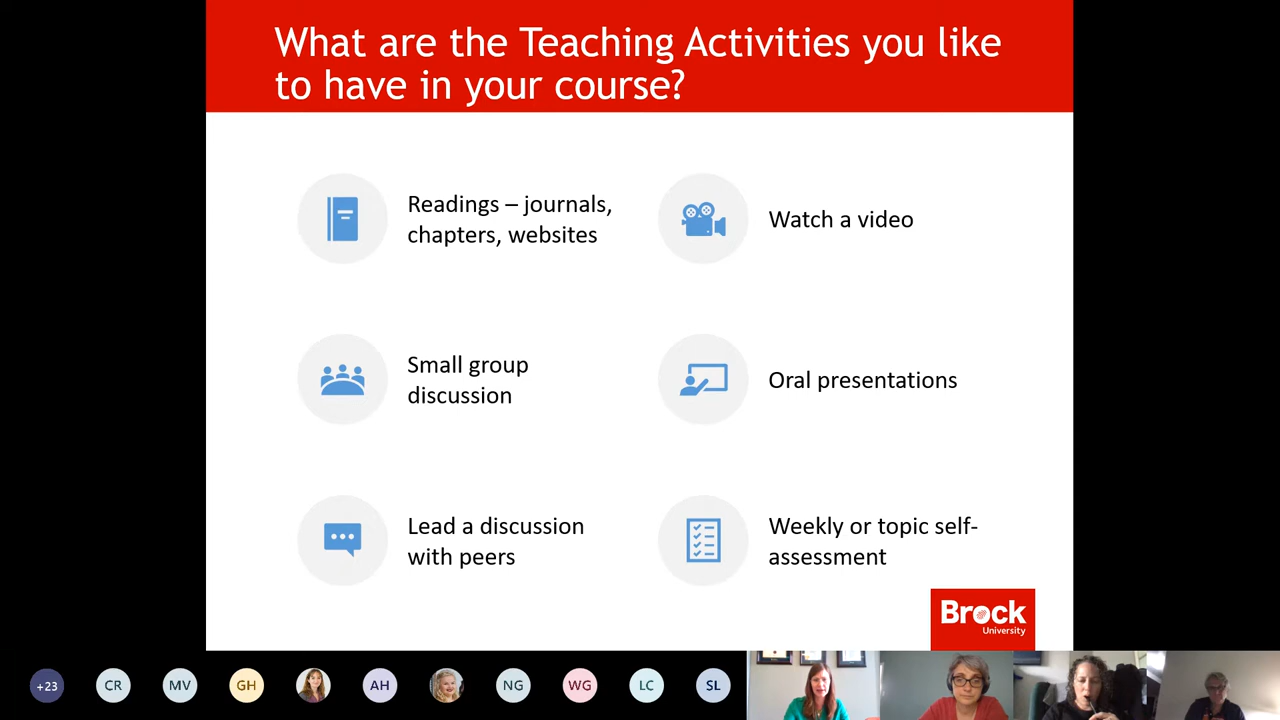 What are the Teaching Activities you like
to have in your course?
Readings – journals,
chapters, websites
Watch a video
Small group
discussion
Oral presentations
Lead a discussion
with peers
Weekly or topic self-
assessment
Brock
University
+23
CR
MV
GH
AH
NG
WG
LC
SL